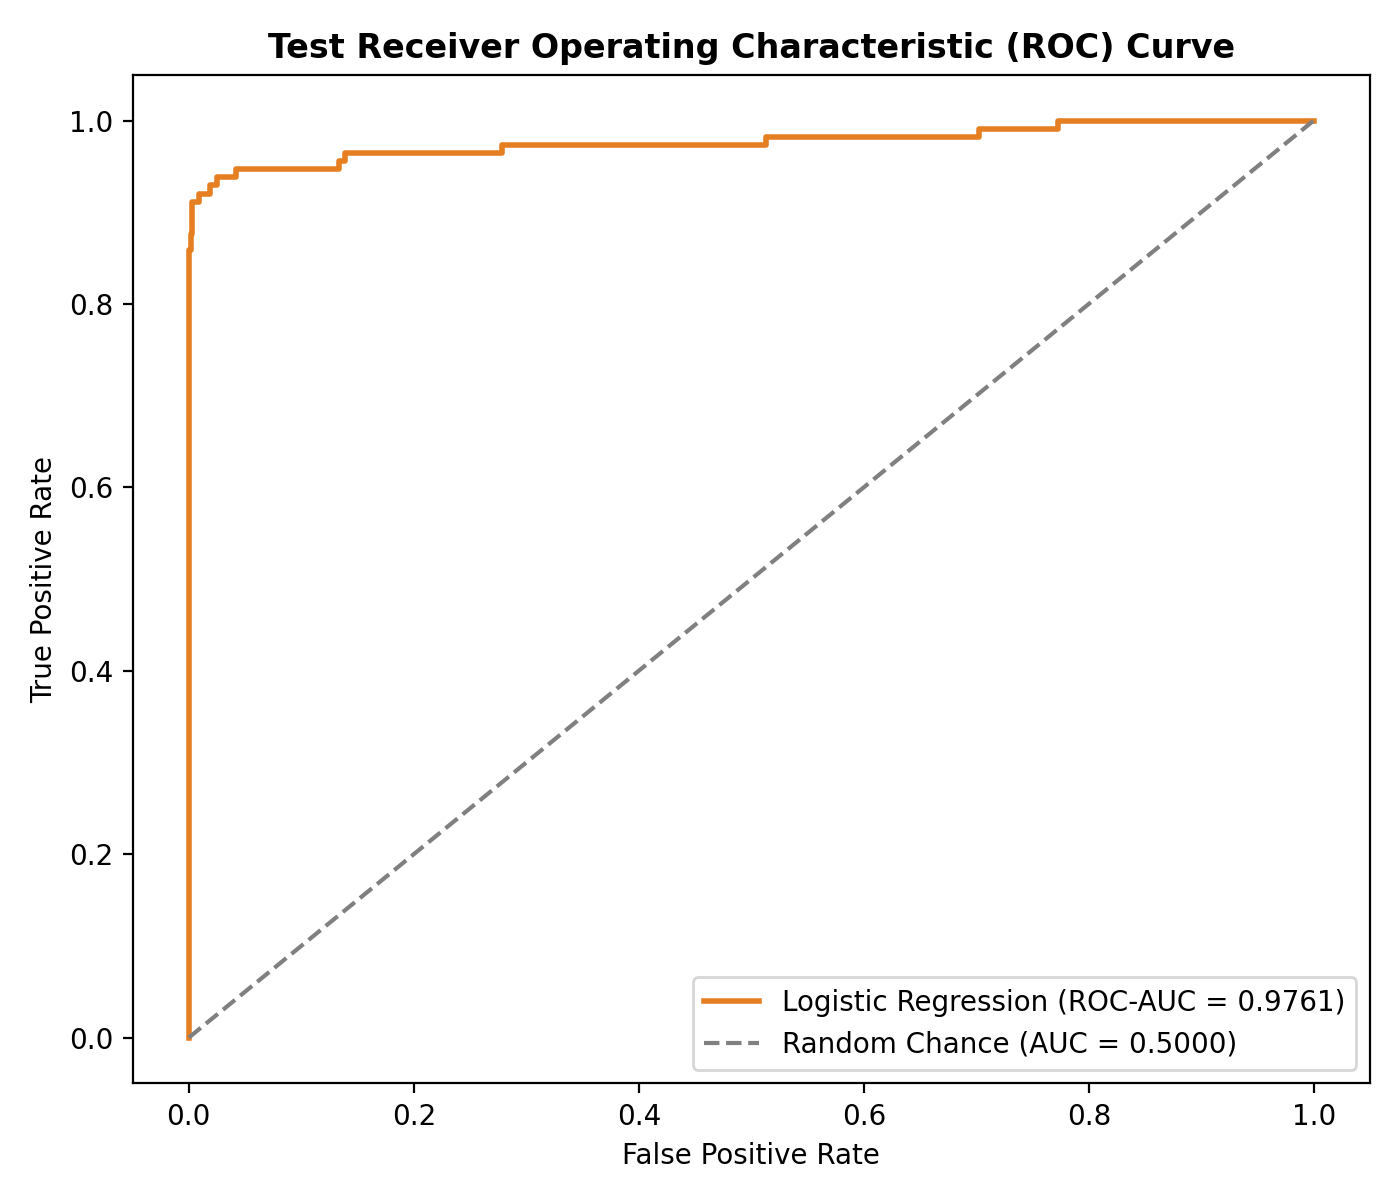 Test Receiver Operating Characteristic (ROC) Curve
True Positive Rate
1.0
0.8
0.6
0.4
0.2
0.0
Logistic Regression (ROC-AUC = 0.9761)
Random Chance (AUC = 0.5000)
0.0 0.2 0.4 0.6 0.8 1.0
False Positive Rate